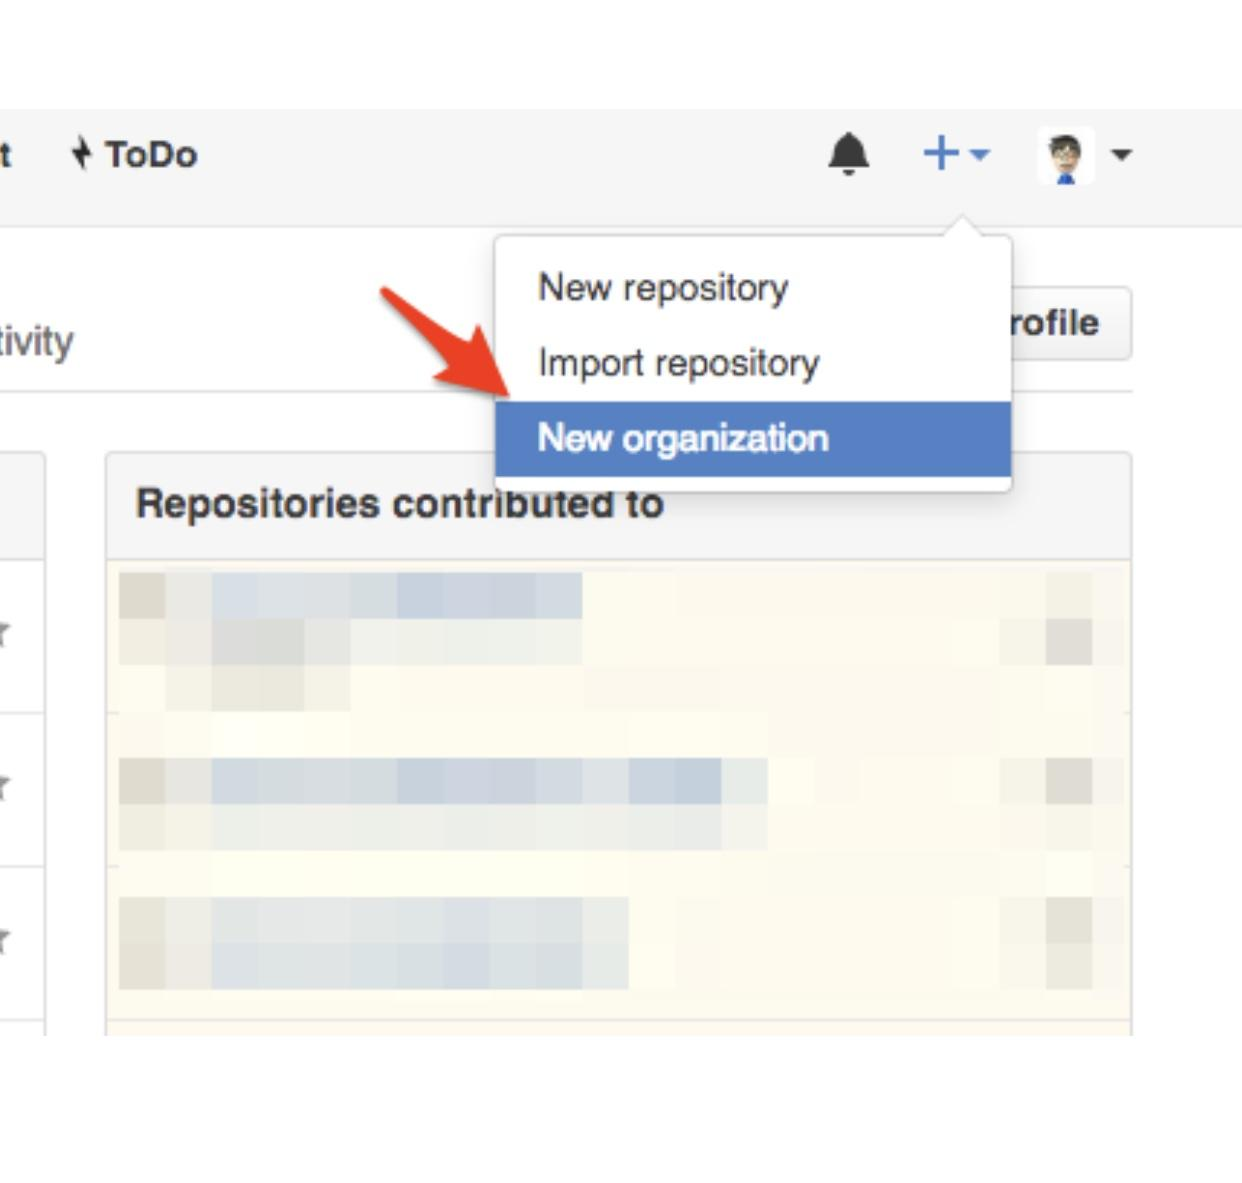 t ToDo
New repository
Import repository
New organization
rofile
tivity
Repositories contributed to